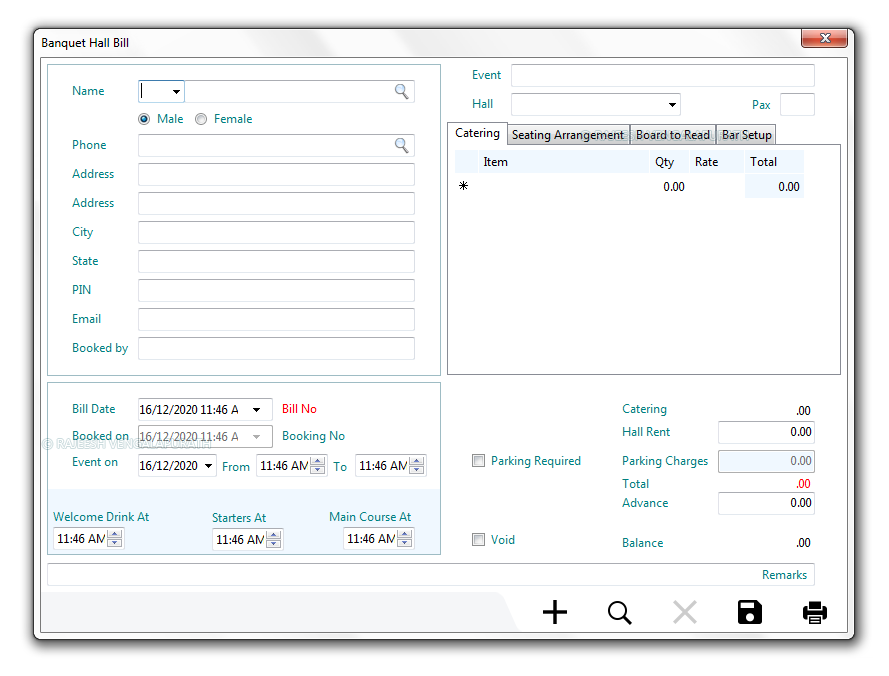 Banquet Hall Bill
Name
Male Female
Phone
Address
Address
City
State
PIN
Email
Booked by
Event
Hall Pax
Catering Seating Arrangement Board to Read Bar Setup
Item Qty Rate Total
* 0.00 0.00
Bill Date 16/12/2020 11:46 A Bill No
Booked on 16/12/2020 11:46 A Booking No
© RAJEESH
Event on 16/12/2020 From 11:46 AM To 11:46 AM
Welcome Drink At Starters At Main Course At
11:46 AM 11:46 AM 11:46 AM
Catering .00
Hall Rent 0.00
Parking Required Parking Charges 0.00
Total .00
Advance 0.00
Void Balance .00
Remarks